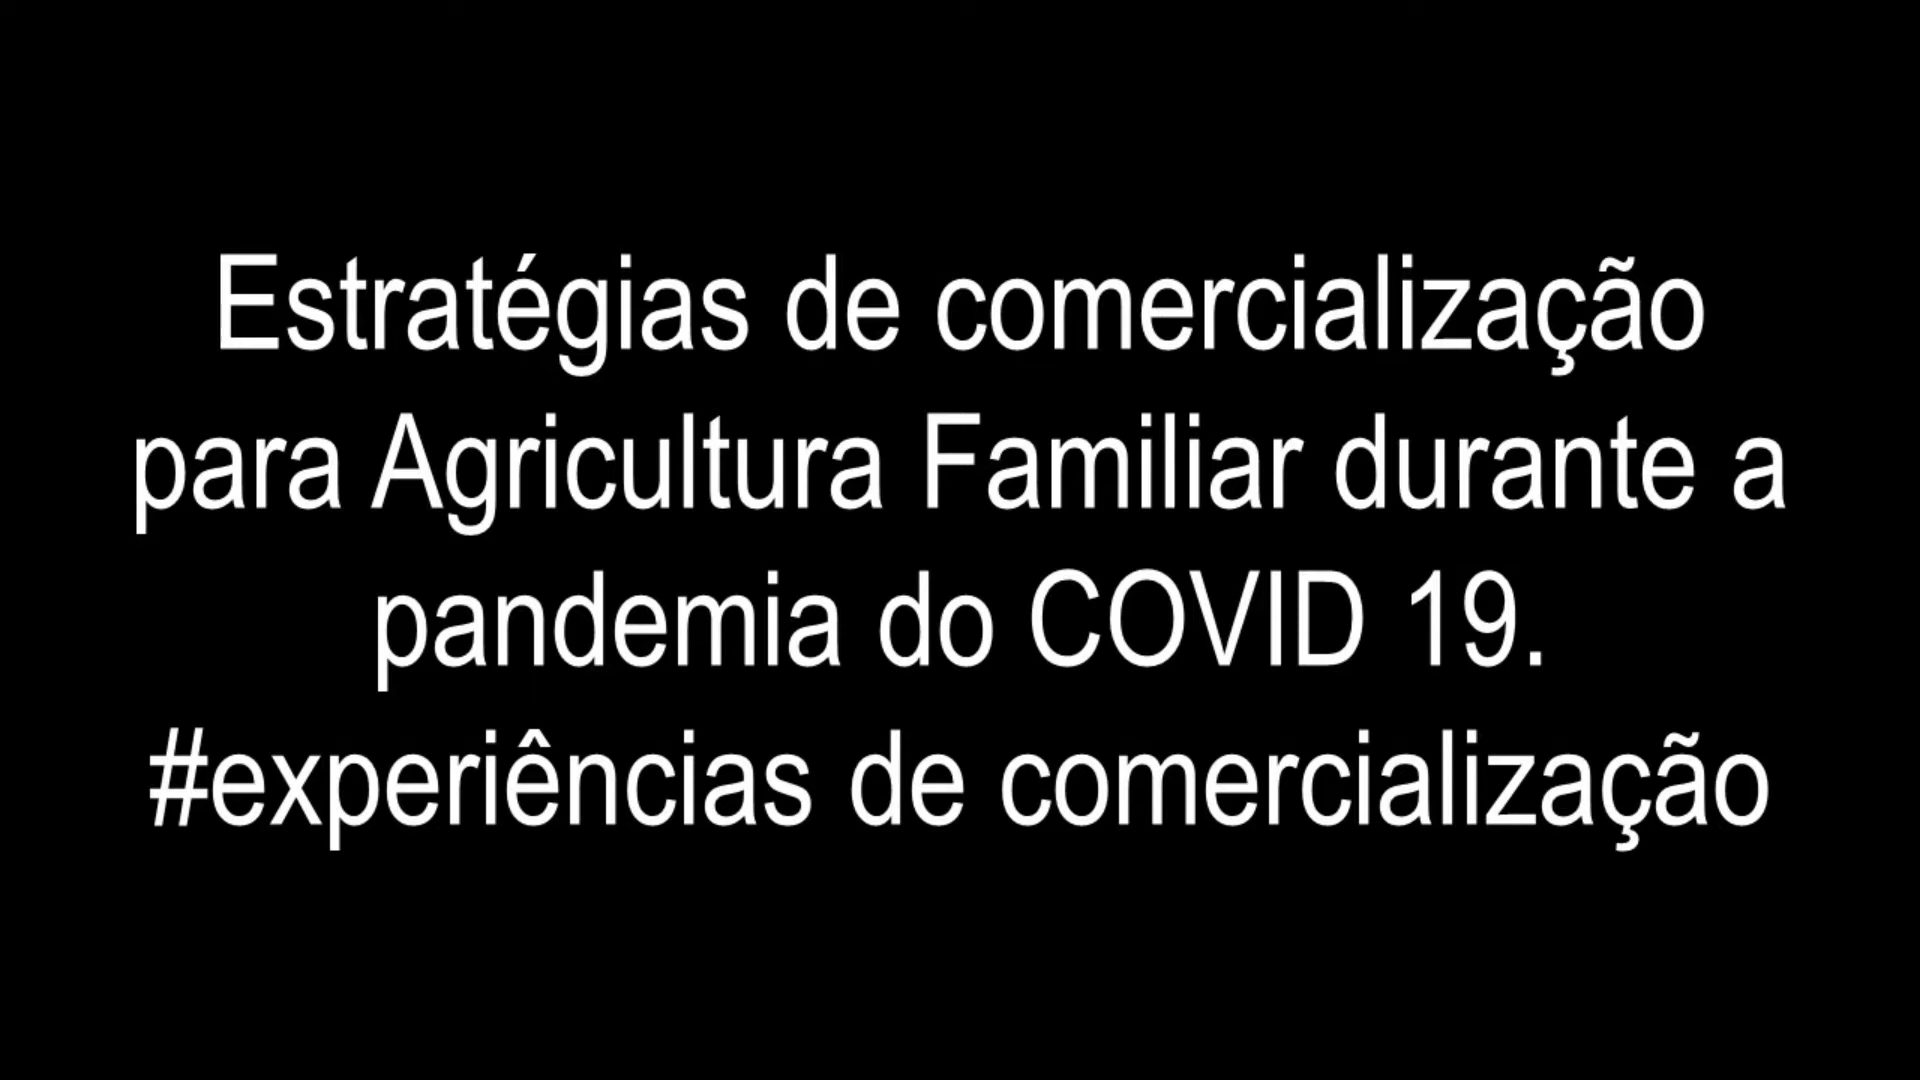 Estratégias de comercialização
para Agricultura Familiar durante a
pandemia do COVID 19.
#experiências de comercialização